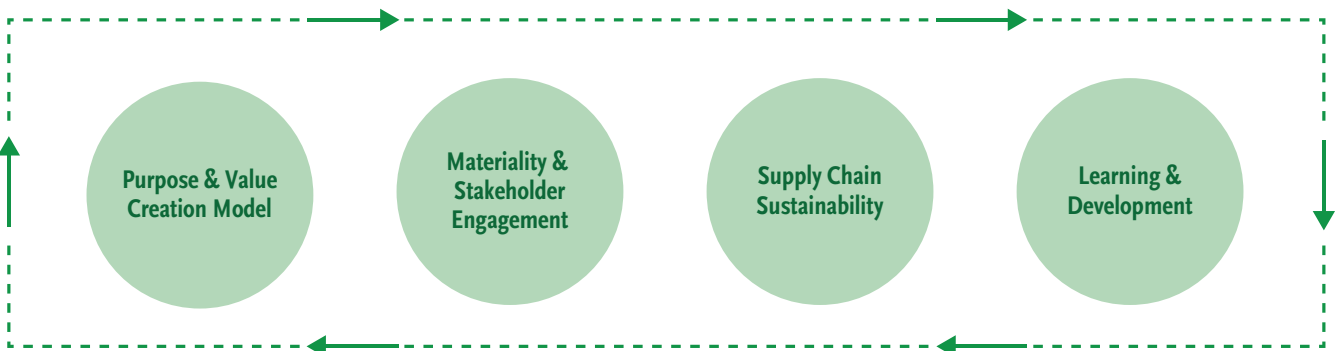 Purpose & Value
Creation Model
Materiality &
Stakeholder
Engagement
Supply Chain
Sustainability
Learning &
Development